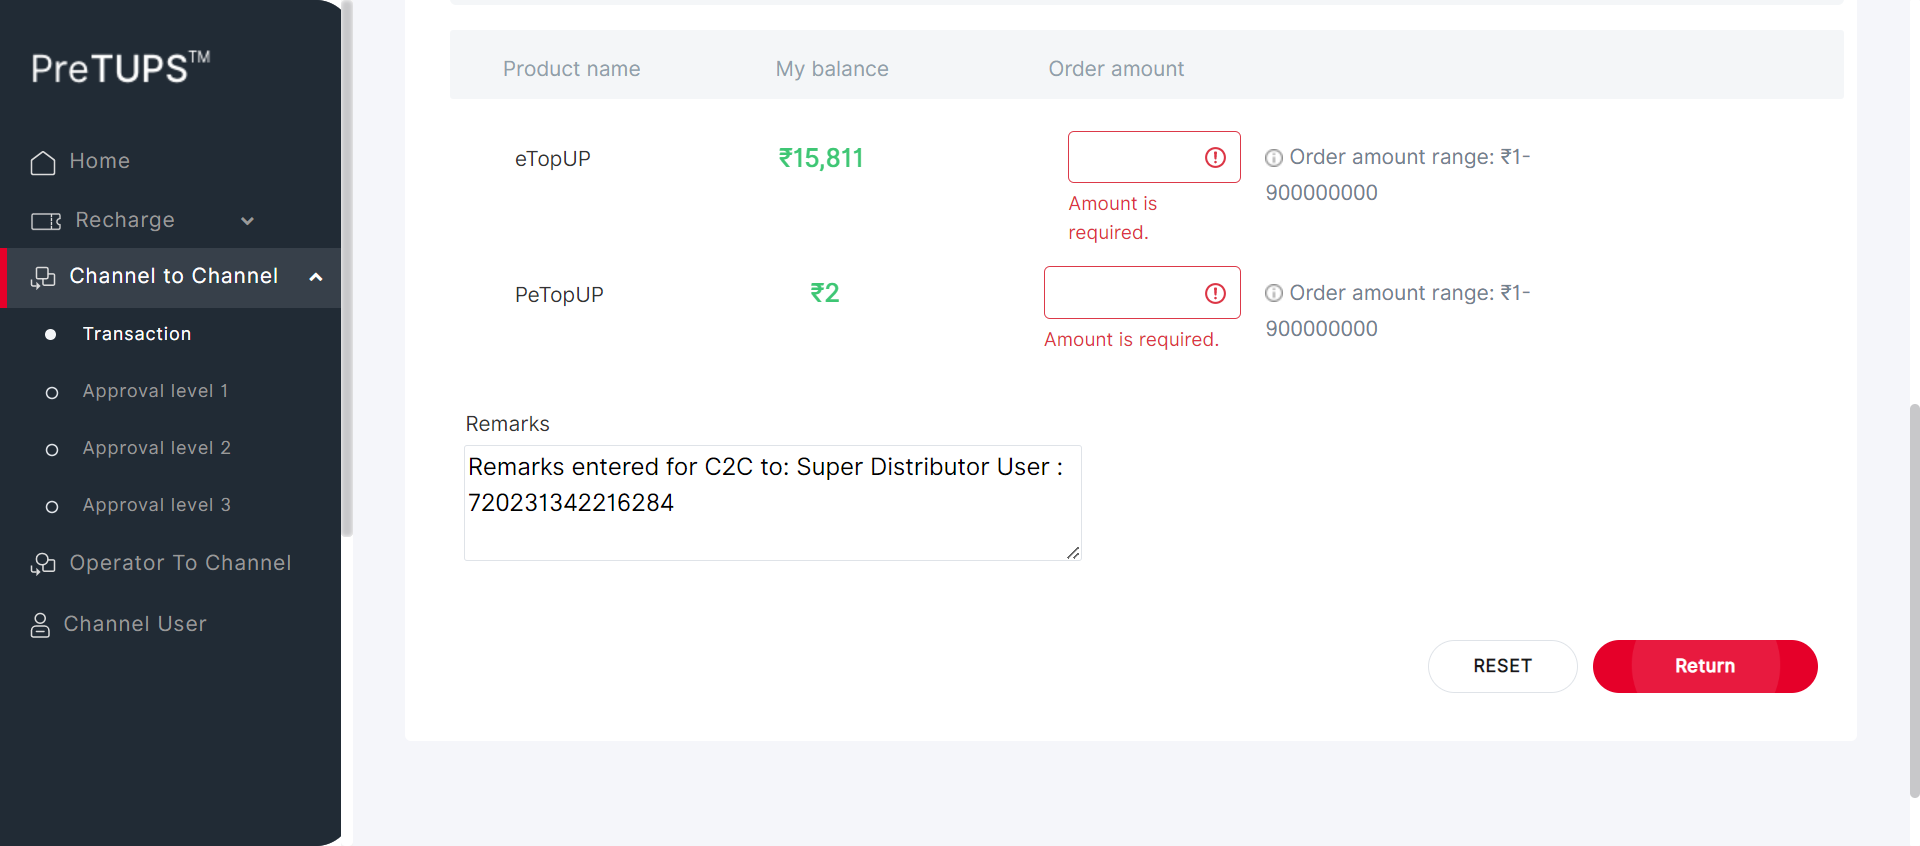 PreTUPS™
Home
Recharge
Channel to Channel
Transaction
Approval level 1
Approval level 2
Approval level 3
Operator To Channel
Channel User
Product name My balance Order amount
eTopUP ₹15,811 Order amount range: ₹1-
900000000
Amount is
required.
PeTopUP ₹2 Order amount range: ₹1-
900000000
Amount is required.
Remarks
Remarks entered for C2C to: Super Distributor User :
720231342216284
RESET Return